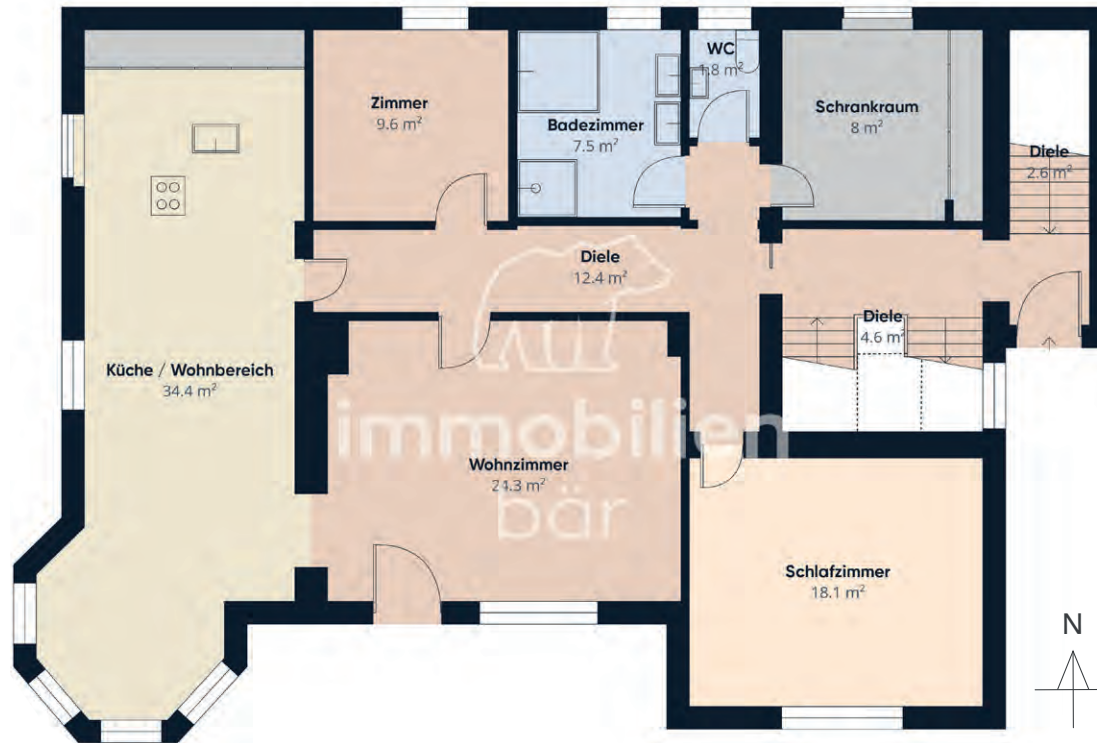 Zimmer
9.6 m²
Badezimmer
7.5 m²
WC
1.8 m²
Schrankraum
8 m²
Diele
2.6 m²
Diele
12.4 m²
Diele
4.6 m²
Küche / Wohnbereich
34.4 m²
immobilien
bär
Wohnzimmer
24.3 m²
Schlafzimmer
18.1 m²
N